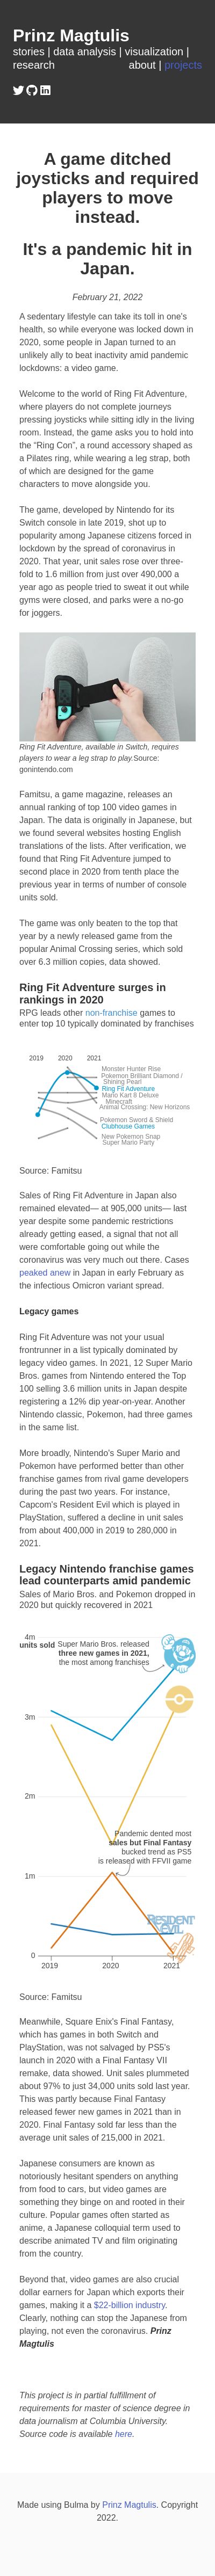 Prinz Magtulis
stories | data analysis | visualization |
research
about | projects
A game ditched
joysticks and required
players to move
instead.
It's a pandemic hit in
Japan.
February 21, 2022
A sedentary lifestyle can take its toll in one's
health, so while everyone was locked down in
2020, some people in Japan turned to an
unlikely ally to beat inactivity amid pandemic
lockdowns: a video game.
Welcome to the world of Ring Fit Adventure,
where players do not complete journeys
pressing joysticks while sitting idly in the living
room. Instead, the game asks you to hold into
the “Ring Con”, a round accessory shaped as
a Pilates ring, while wearing a leg strap, both
of which are designed for the game
characters to move alongside you.
The game, developed by Nintendo for its
Switch console in late 2019, shot up to
popularity among Japanese citizens forced in
lockdown by the spread of coronavirus in
2020. That year, unit sales rose over three-
fold to 1.6 million from just over 490,000 a
year ago as people tried to sweat it out while
gyms were closed, and parks were a no-go
for joggers.
Ring Fit Adventure, available in Switch, requires
players to wear a leg strap to play.Source:
gonintendo.com
Famitsu, a game magazine, releases an
annual ranking of top 100 video games in
Japan. The data is originally in Japanese, but
we found several websites hosting English
translations of the lists. After verification, we
found that Ring Fit Adventure jumped to
second place in 2020 from tenth place the
previous year in terms of number of console
units sold.
The game was only beaten to the top that
year by a newly released game from the
popular Animal Crossing series, which sold
over 6.3 million copies, data showed.
Ring Fit Adventure surges in
rankings in 2020
RPG leads other non-franchise games to
enter top 10 typically dominated by franchises
2019 2020 2021
Monster Hunter Rise
Pokemon Brilliant Diamond /
Shining Pearl
Ring Fit Adventure
Mario Kart 8 Deluxe
Minecraft
Animal Crossing: New Horizons
Pokemon Sword & Shield
Clubhouse Games
New Pokemon Snap
Super Mario Party
Source: Famitsu
Sales of Ring Fit Adventure in Japan also
remained elevated— at 905,000 units— last
year despite some pandemic restrictions
already getting eased, a signal that not all
were comfortable going out while the
coronavirus was very much out there. Cases
peaked anew in Japan in early February as
the infectious Omicron variant spread.
Legacy games
Ring Fit Adventure was not your usual
frontrunner in a list typically dominated by
legacy video games. In 2021, 12 Super Mario
Bros. games from Nintendo entered the Top
100 selling 3.6 million units in Japan despite
registering a 12% dip year-on-year. Another
Nintendo classic, Pokemon, had three games
in the same list.
More broadly, Nintendo's Super Mario and
Pokemon have performed better than other
franchise games from rival game developers
during the past two years. For instance,
Capcom's Resident Evil which is played in
PlayStation, suffered a decline in unit sales
from about 400,000 in 2019 to 280,000 in
2021.
Legacy Nintendo franchise games
lead counterparts amid pandemic
Sales of Mario Bros. and Pokemon dropped in
2020 but quickly recovered in 2021
4m
units sold
Super Mario Bros. released
three new games in 2021,
the most among franchises
3m
2m
Pandemic dented most
sales but Final Fantasy
bucked trend as PS5
is released with FFVII game
1m
RESIDENT
EVIL
0
2019 2020 2021
Source: Famitsu
Meanwhile, Square Enix's Final Fantasy,
which has games in both Switch and
PlayStation, was not salvaged by PS5's
launch in 2020 with a Final Fantasy VII
remake, data showed. Unit sales plummeted
about 97% to just 34,000 units sold last year.
This was partly because Final Fantasy
released fewer new games in 2021 than in
2020. Final Fantasy sold far less than the
average unit sales of 215,000 in 2021.
Japanese consumers are known as
notoriously hesitant spenders on anything
from food to cars, but video games are
something they binge on and rooted in their
culture. Popular games often started as
anime, a Japanese colloquial term used to
describe animated TV and film originating
from the country.
Beyond that, video games are also crucial
dollar earners for Japan which exports their
games, making it a $22-billion industry.
Clearly, nothing can stop the Japanese from
playing, not even the coronavirus. Prinz
Magtulis
This project is in partial fulfillment of
requirements for master of science degree in
data journalism at Columbia University.
Source code is available here.
Made using Bulma by Prinz Magtulis. Copyright
2022.